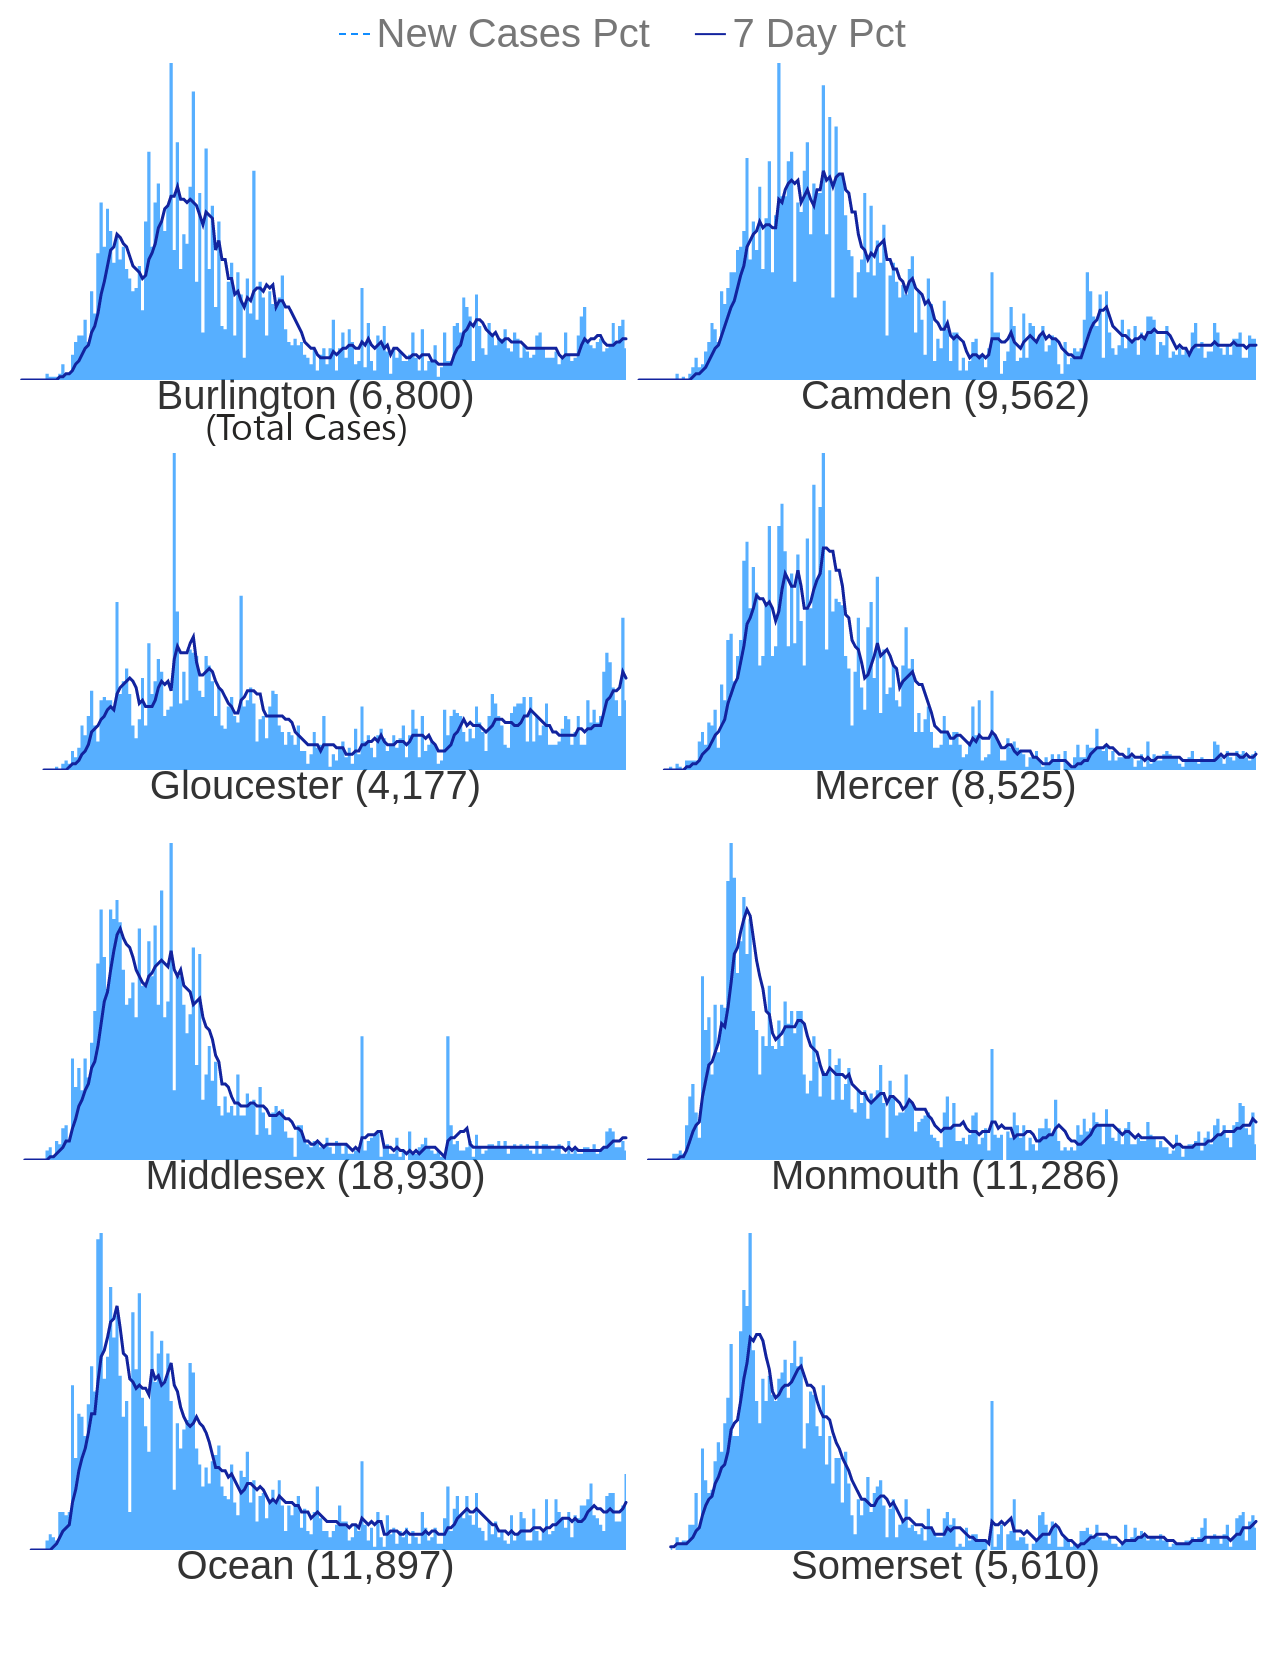 New Cases Pct 7 Day Pct
Burlington (6,800) Camden (9,562)
(Total Cases)
Gloucester (4,177) Mercer (8,525)
Middlesex (18,930) Monmouth (11,286)
Ocean (11,897) Somerset (5,610)